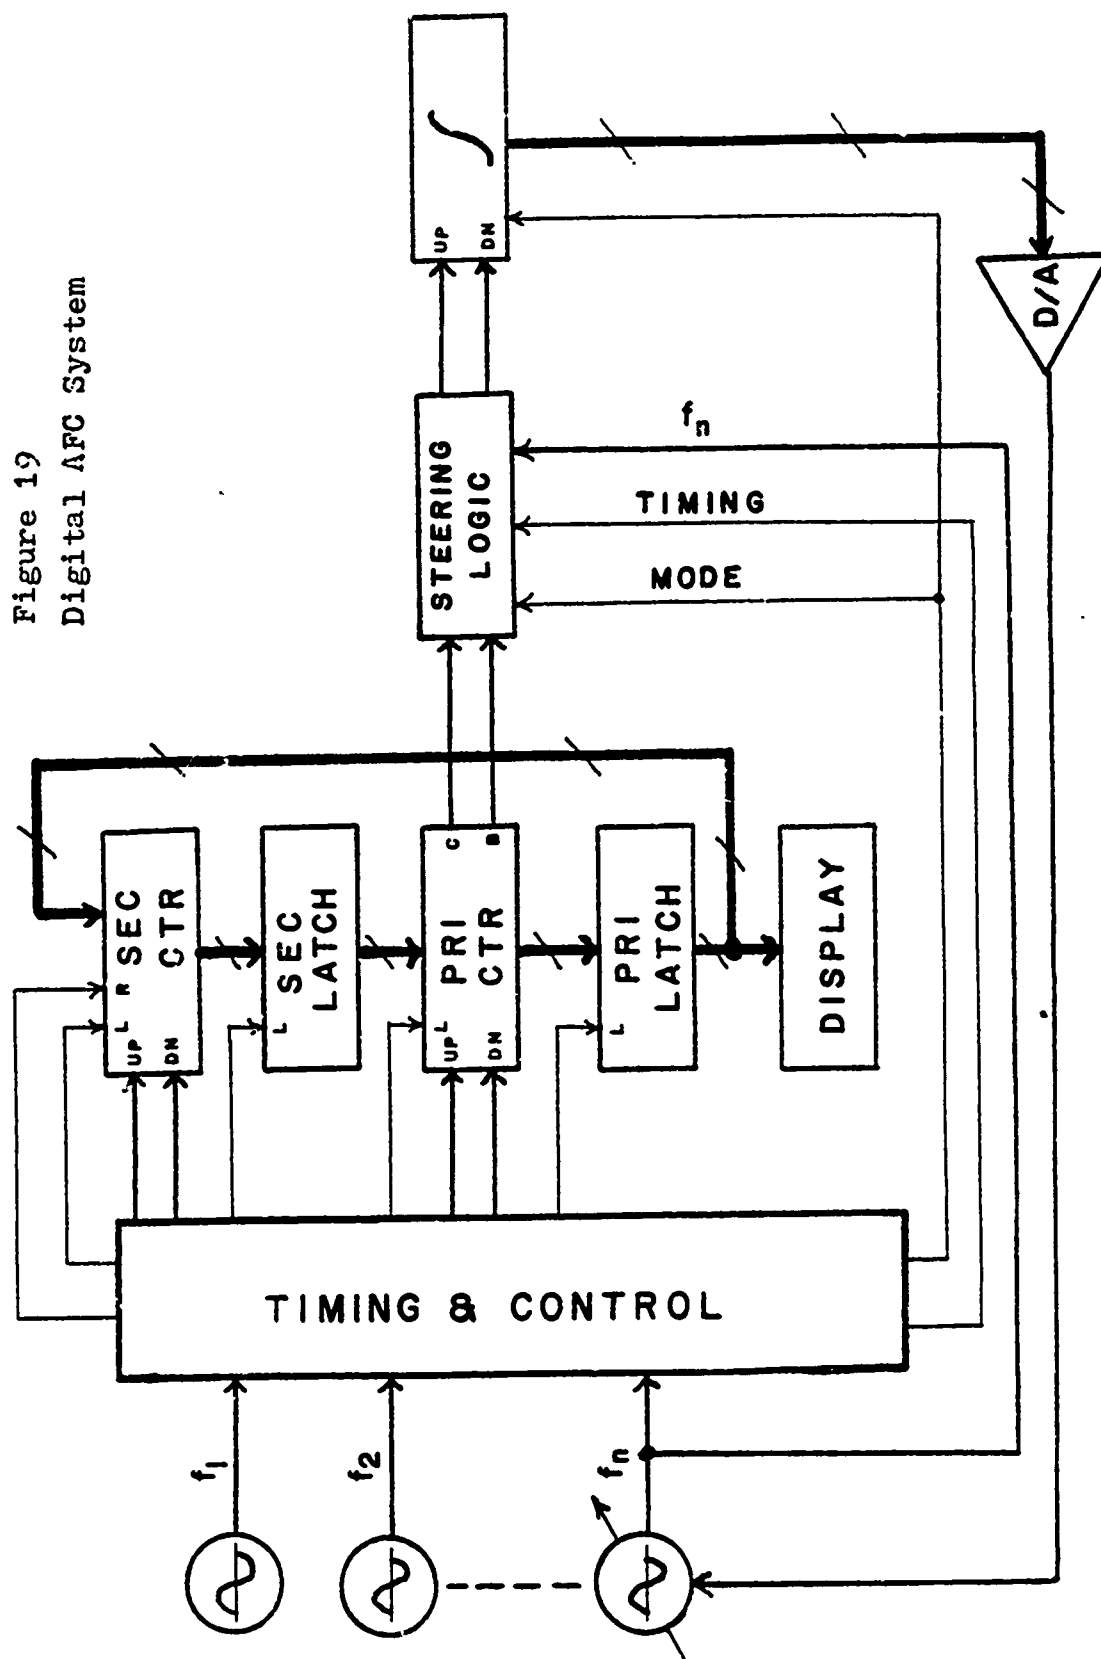 Figure 19
Digital AFC System
UP
DN
D/A
STEERING
LOGIC
fn
TIMING
MODE
R
L
SEC
CTR
UP
DN
SEC
LATCH
L
C
B
PRI
CTR
UP
L
DN
PRI
LATCH
L
DISPLAY
TIMING & CONTROL
f1
f2
fn